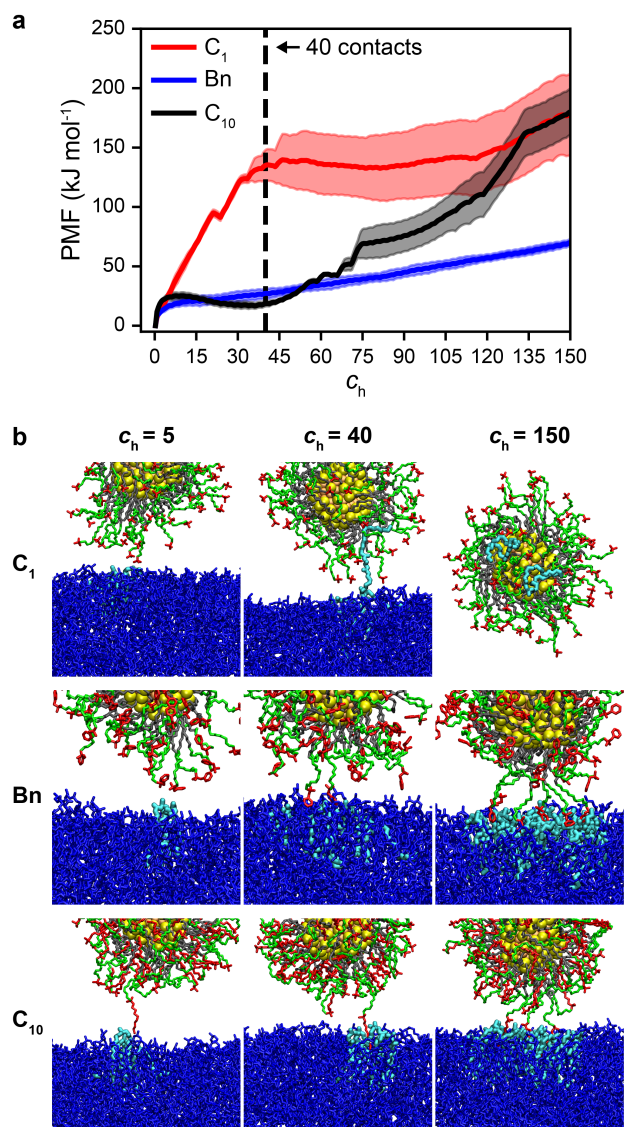 a
PMF (kJ mol⁻¹)
250
200
150
100
50
0
C₁
Bn
C₁₀
← 40 contacts
0 15 30 45 60 75 90 105 120 135 150
cₕ
b
cₕ = 5 cₕ = 40 cₕ = 150
C₁
Bn
C₁₀